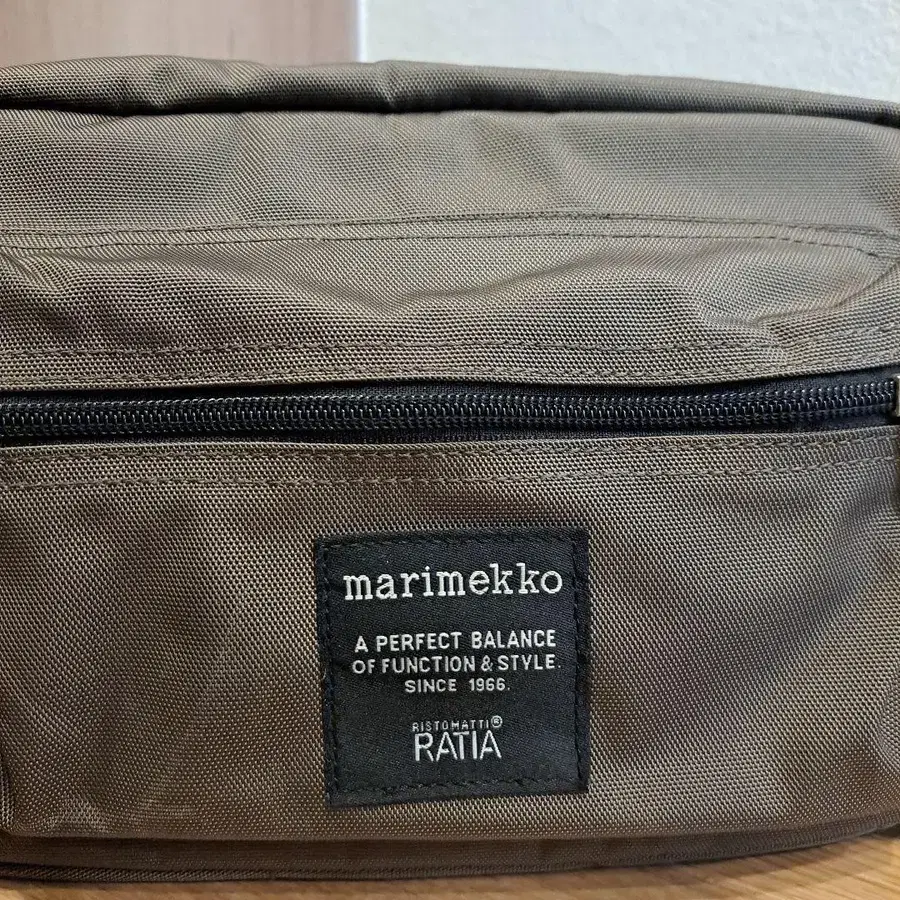 marimekko
A PERFECT BALANCE
OF FUNCTION & STYLE.
SINCE 1966.
RISTOMATTI®
RATIA